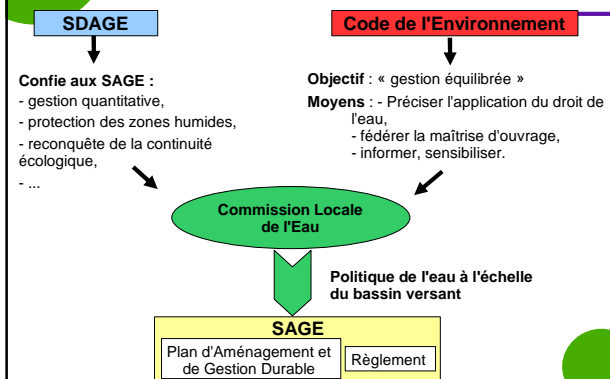 SDAGE
Confie aux SAGE :
- gestion quantitative,
- protection des zones humides,
- reconquête de la continuité
écologique,
- ...
Code de l'Environnement
Objectif : « gestion équilibrée »
Moyens : - Préciser l'application du droit de
l'eau,
- fédérer la maîtrise d'ouvrage,
- informer, sensibiliser.
Commission Locale
de l'Eau
Politique de l'eau à l'échelle
du bassin versant
SAGE
Plan d'Aménagement et
de Gestion Durable
Règlement